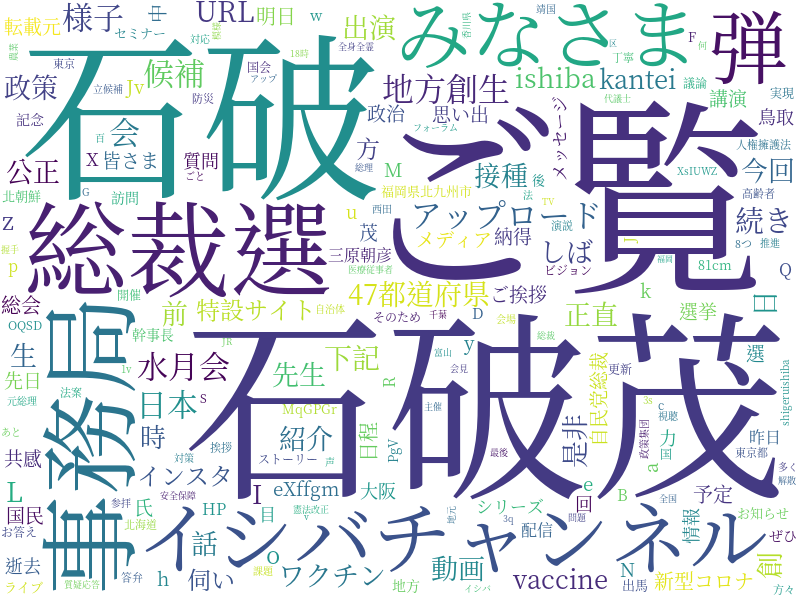 様子
申
URL
明日
w
出演
みなさま
弾
靖国
香川県
区
転載元
セミナー
対応
18時
全身全霊
丁寧
F
何
東京
候補
国会
アップ
Jv
政策
立候補
防災
石破
地方創生
ishiba
kantei
議論
実現
代議士
講演
記念
会
政治
思い出
鳥取
フォーラム
メッセージ
百
X
皆さま
質問
ごと
方
M
接種
後
人権擁護法
XsIUWZ
今回
公正
北朝鮮
G
訪問
総理
福岡県北九州市
法
TV
高齢者
z
u
西田
アップロード
演説
J
続き
ご覧
総裁選
茂
メディア
納得
しば
8つ
推進
p
握手
三原朝彦
医療従事者
ビジョン
福岡
81cm
Q
総会
開催
前
特設サイト
自治体
47都道府県
ご挨拶
k
選挙
日
OQSD
幹事長
JR
そのため
千葉
D
会場
正直
生
水月会
下記
y
富山
総裁
自民党総裁
選
先日
法案
1v
先生
R
会見
更新
shigeruishiba
元総理
日本
s
MqGPGr
主催
3s
c
視聴
あと
時
紹介
日程
PgV
是非
力
国
昨日
東京都
共感
対策
挨拶
ストーリー
声
最後
a
政策集団
多く
解散
事務局
石破茂
L
インスタ
I
eXffgm
大阪
シリーズ
e
回
B
全国
予定
国民
参拝
氏
安全保障
HP
目
憲法改正
v
地元
3q
配信
問題
情報
お知らせ
お答え
北海道
イシバチャンネル
ぜひ
逝去
話
o
動画
創
ライブ
質疑応答
答弁
h
伺い
課題
ワクチン
地方
イシバ
vaccine
N
出馬
新型コロナ
方々